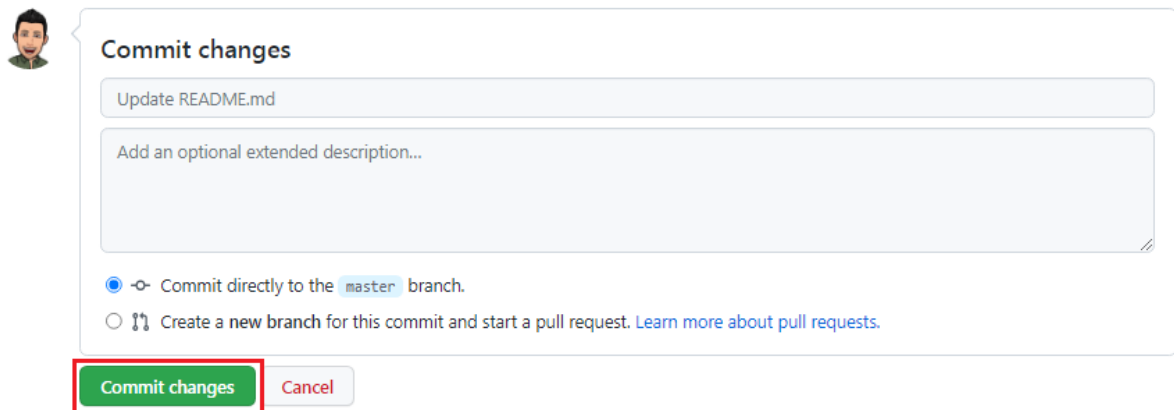 Commit changes
Update README.md
Add an optional extended description...
Commit directly to the master branch.
Create a new branch for this commit and start a pull request. Learn more about pull requests.
Commit changes Cancel